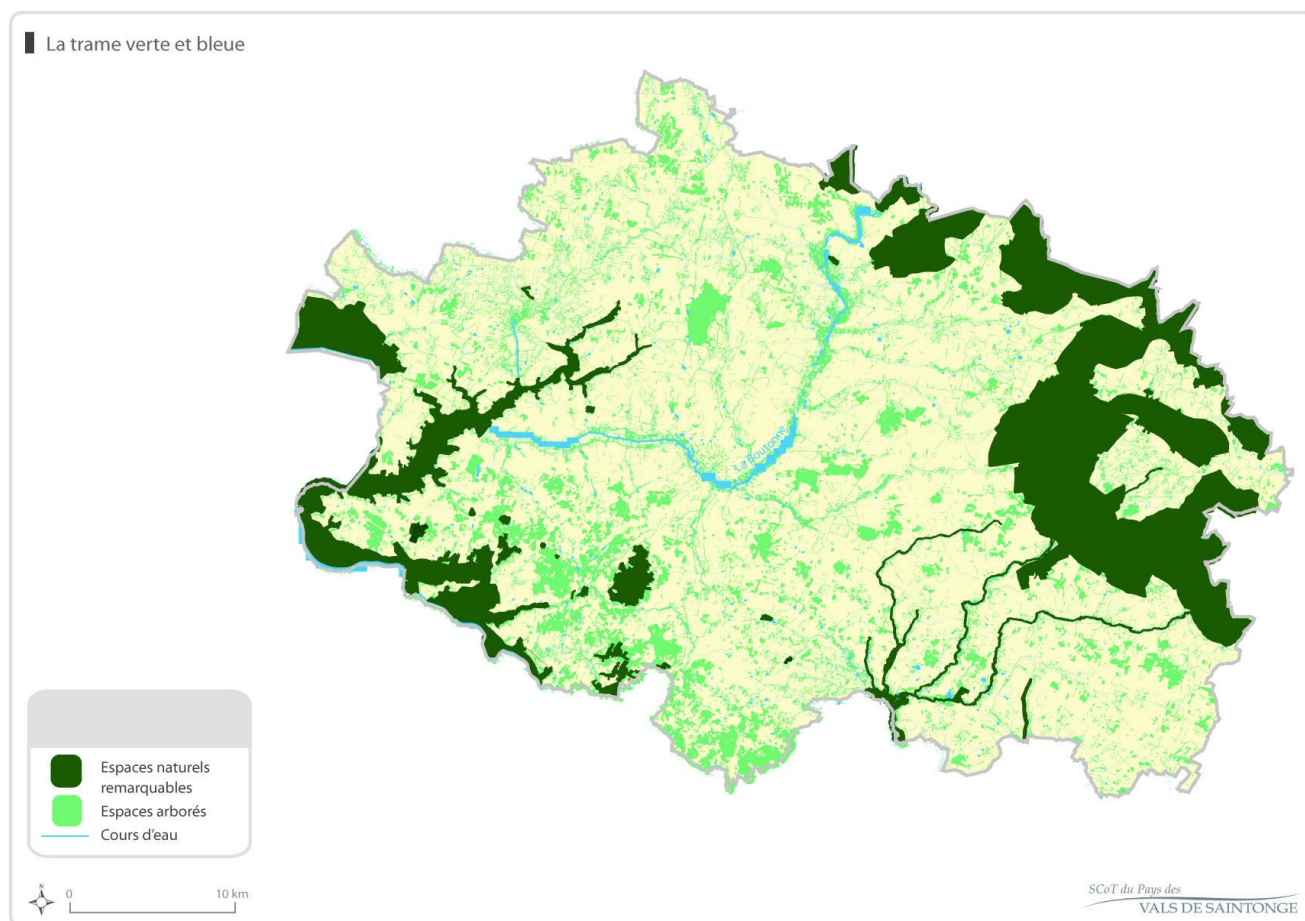 La trame verte et bleue
La Boutonne
Espaces naturels
remarquables
Espaces arborés
Cours d'eau
N
0 10 km
SCoT du Pays des
VALS DE SAINTONGE